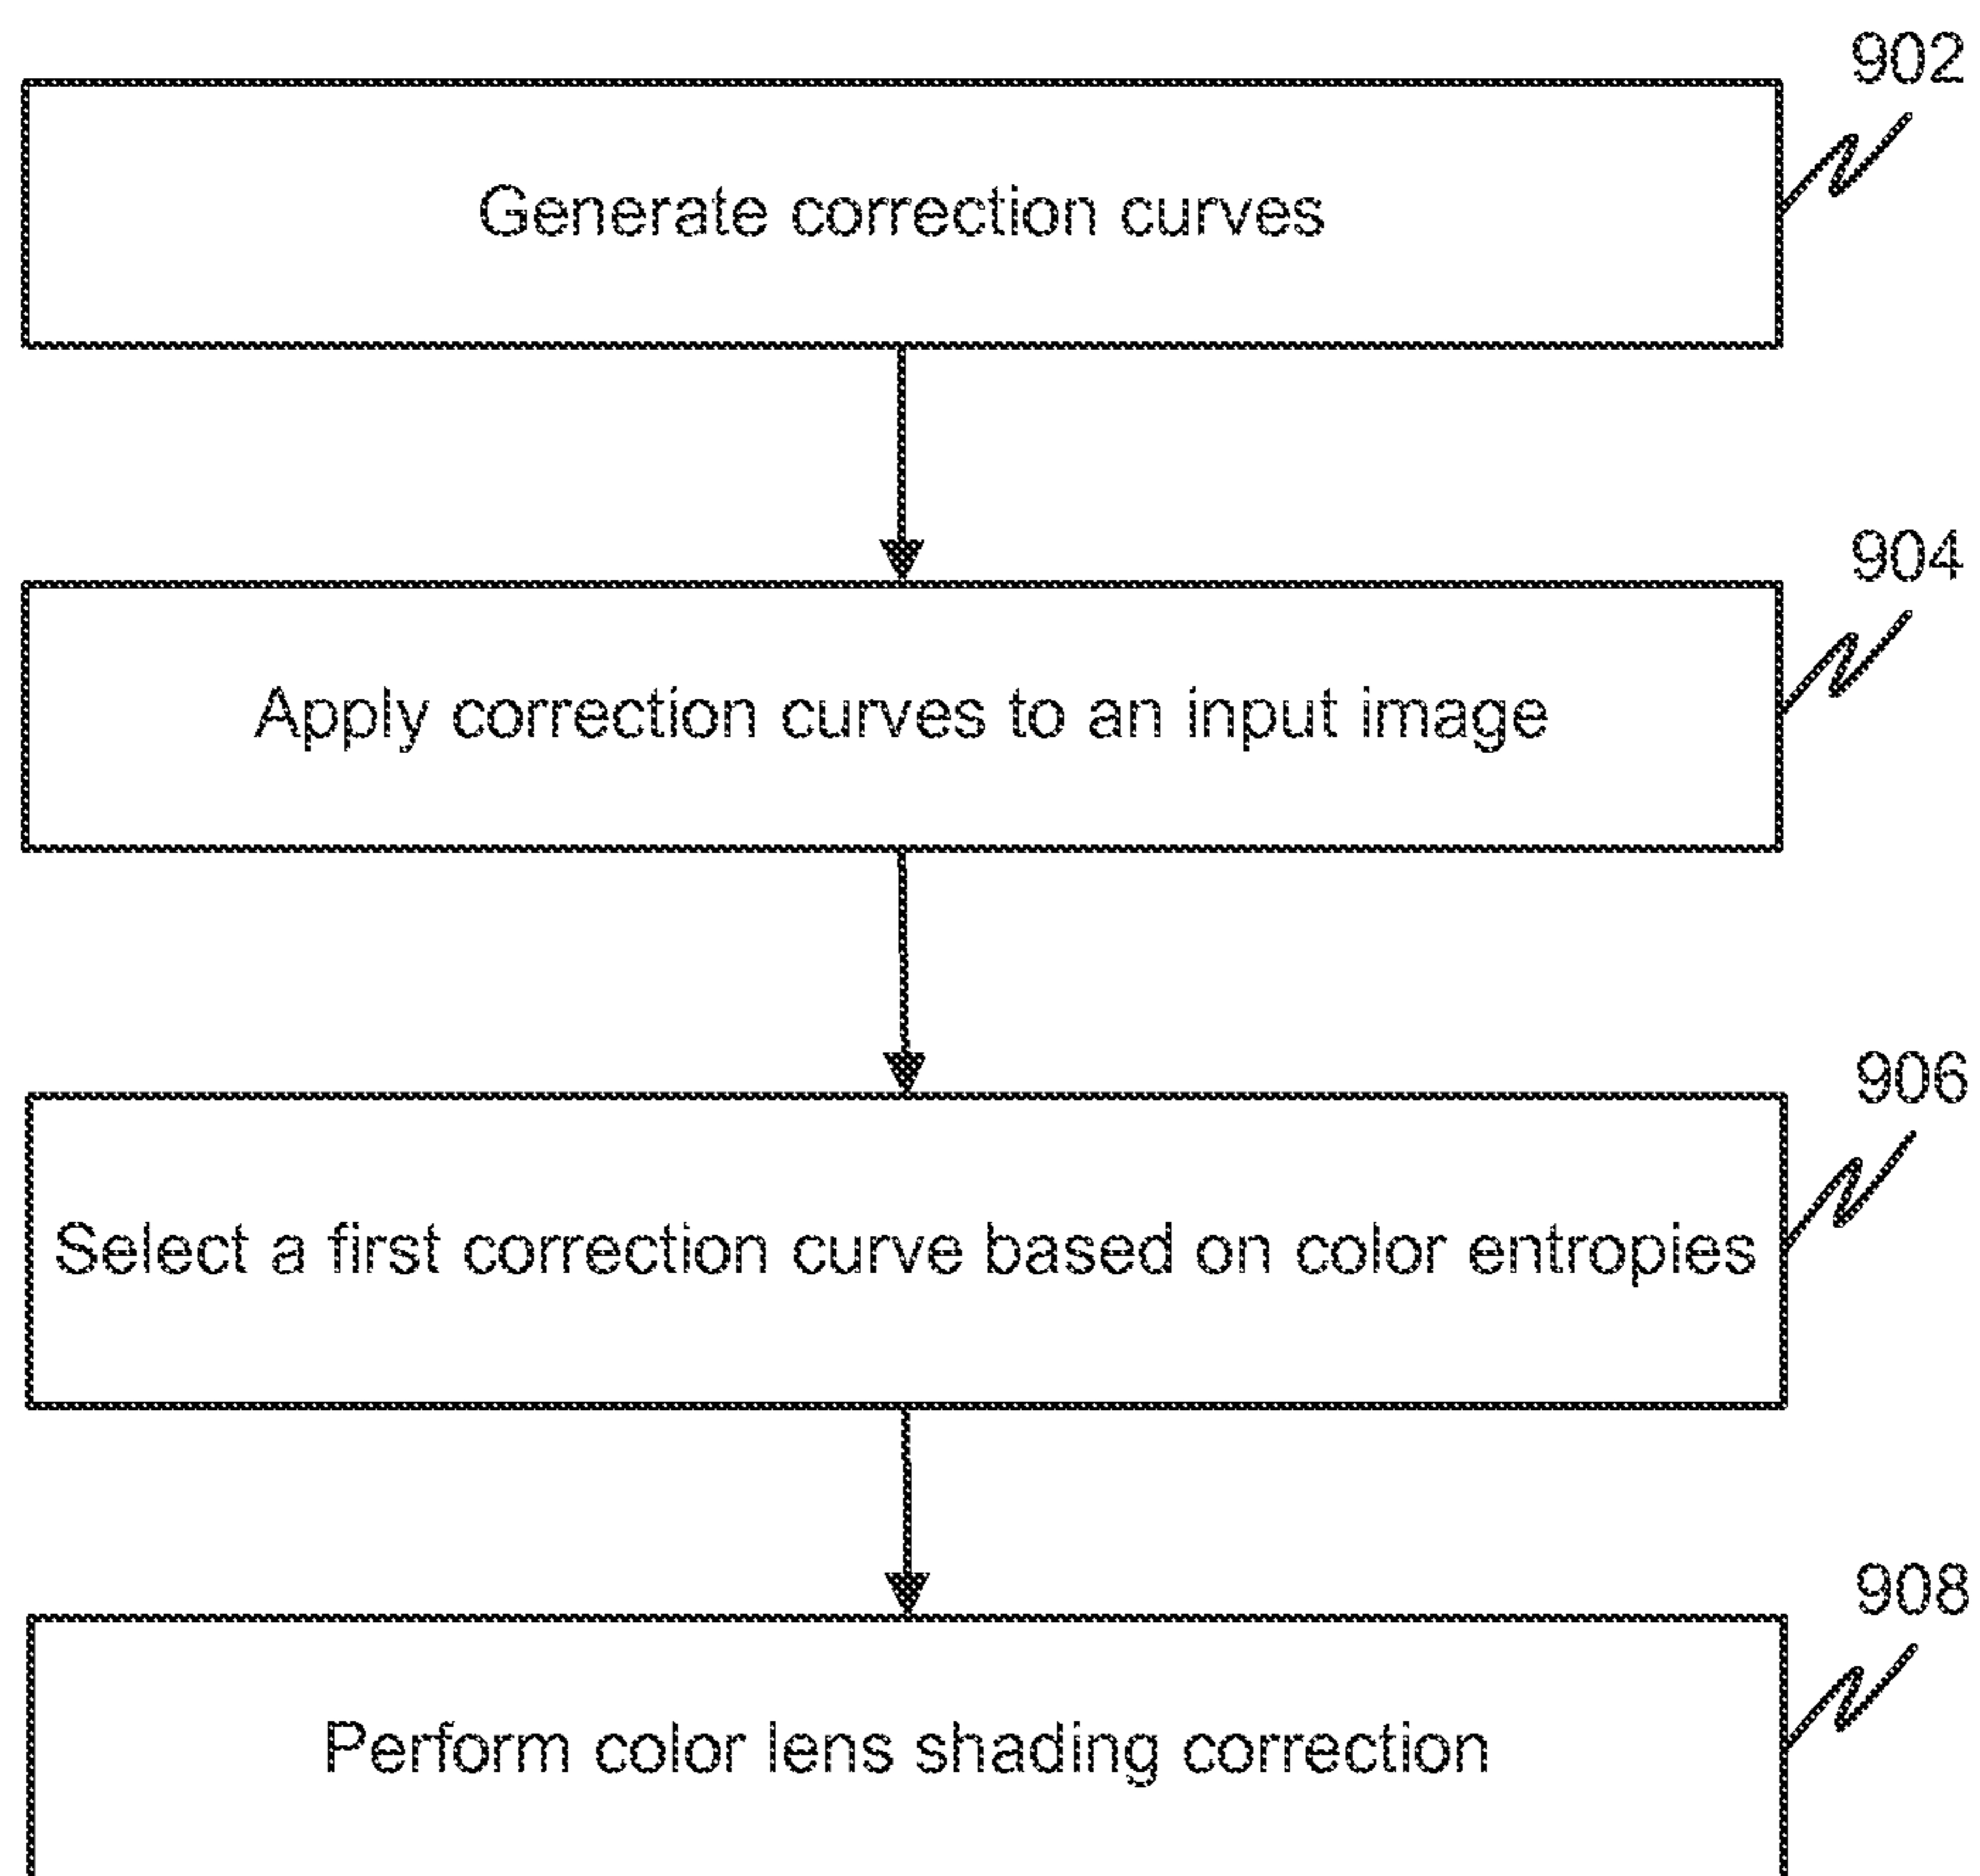 902
Generate correction curves
904
Apply correction curves to an input image
906
Select a first correction curve based on color entropies
908
Perform color lens shading correction